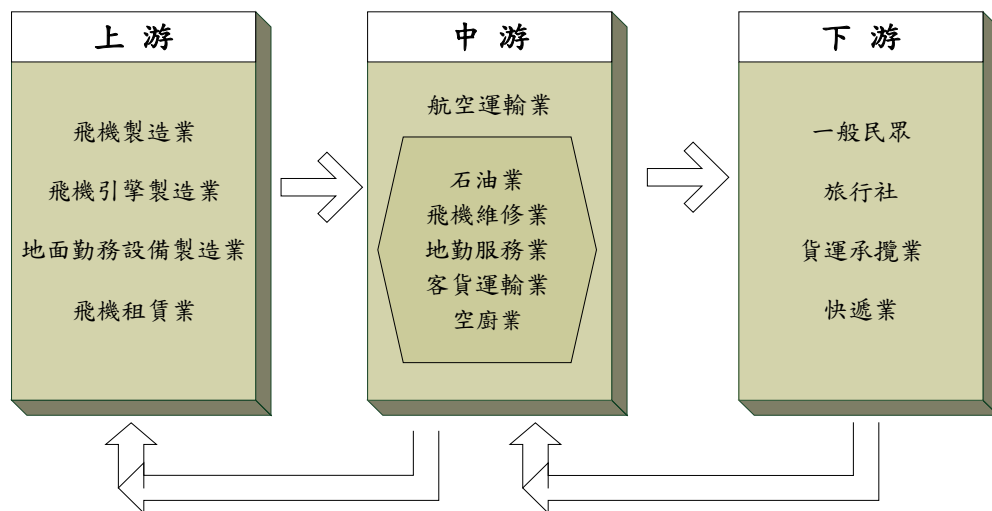 上 游
飛機製造業
飛機引擎製造業
地面勤務設備製造業
飛機租賃業
中 游
航空運輸業
石油業
飛機維修業
地勤服務業
客貨運輸業
空廚業
下 游
一般民眾
旅行社
貨運承攬業
快遞業